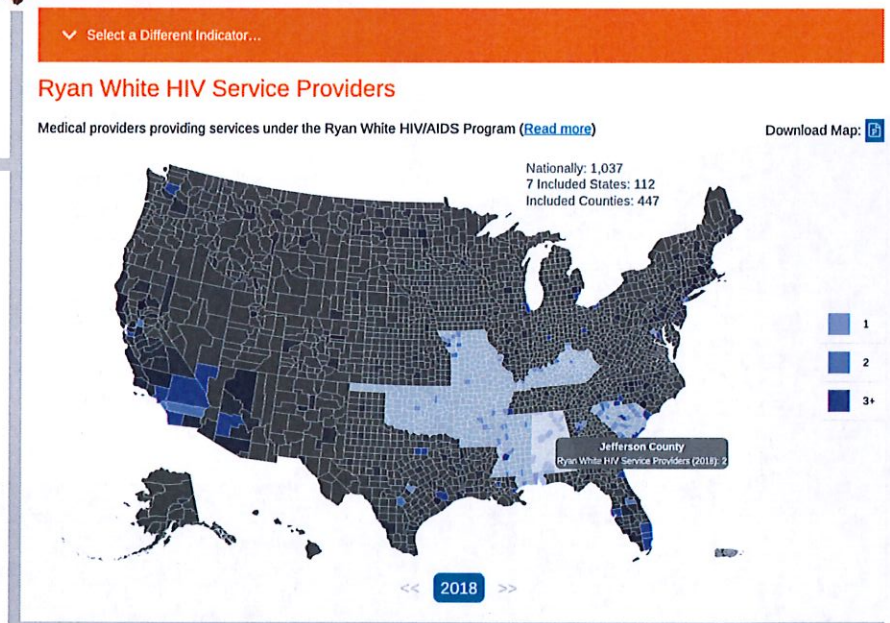 Select a Different Indicator...
Ryan White HIV Service Providers
Medical providers providing services under the Ryan White HIV/AIDS Program (Read more)
Download Map:
Nationally: 1,037
7 Included States: 112
Included Counties: 447
1
2
3+
Jefferson County
Ryan White HIV Service Providers (2018): 2
<< 2018 >>